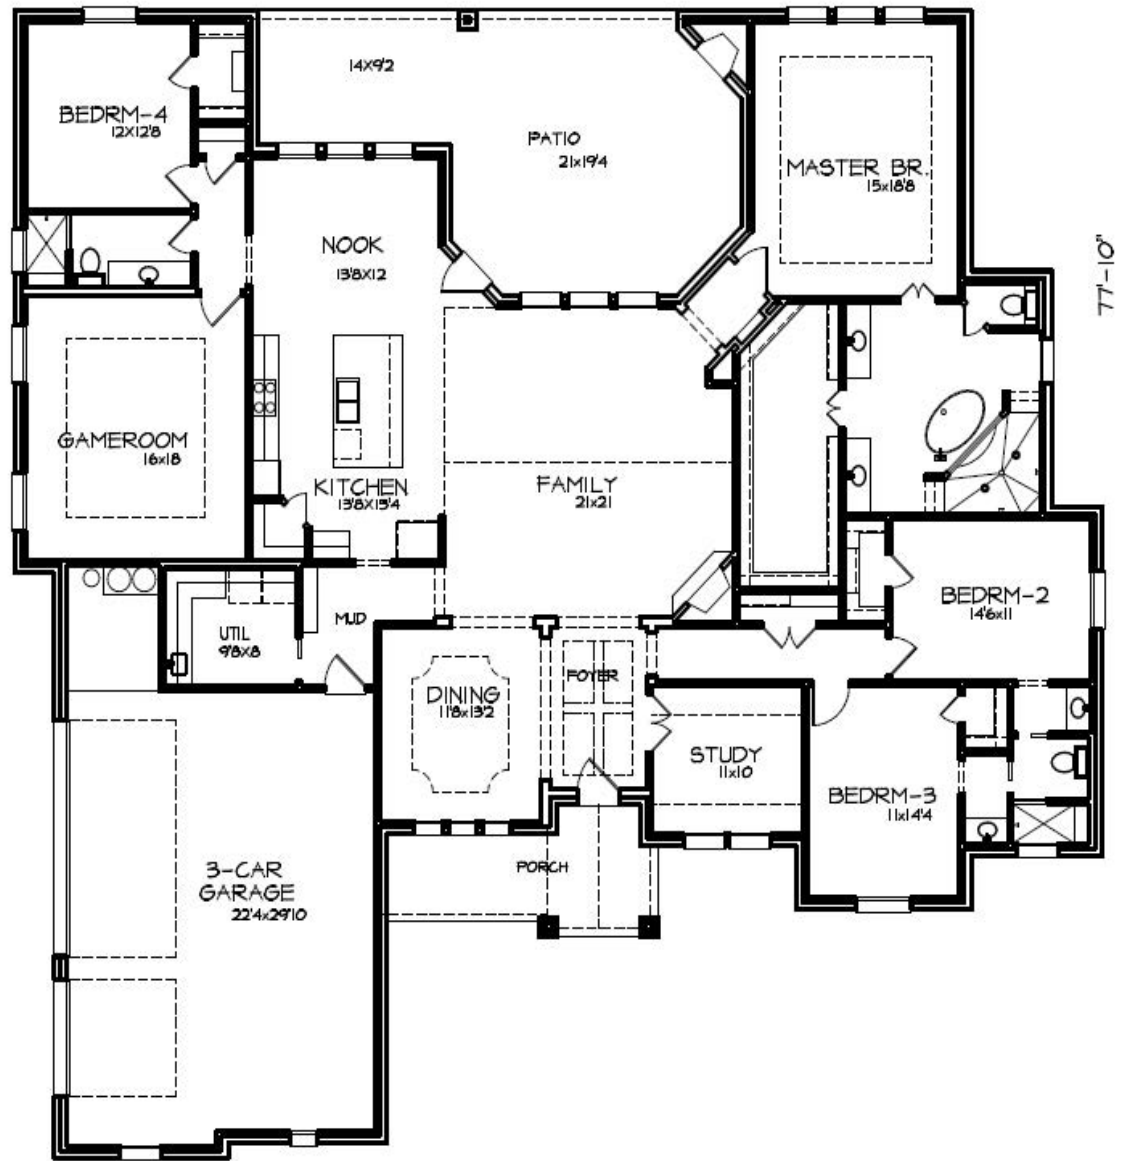 14X9'2
BEDRM-4
12X12'8
PATIO
21x19'4
MASTER BR.
15x18'8
NOOK
13'8X12
77'-10"
GAMEROOM
16x18
KITCHEN
13'8X15'4
FAMILY
21x21
BEDRM-2
14'6x11
UTIL
9'8X8
MUD
FOYER
DINING
11'8x13'2
STUDY
11x10
BEDRM-3
11x14'4
3-CAR
GARAGE
22'4x29'10
PORCH